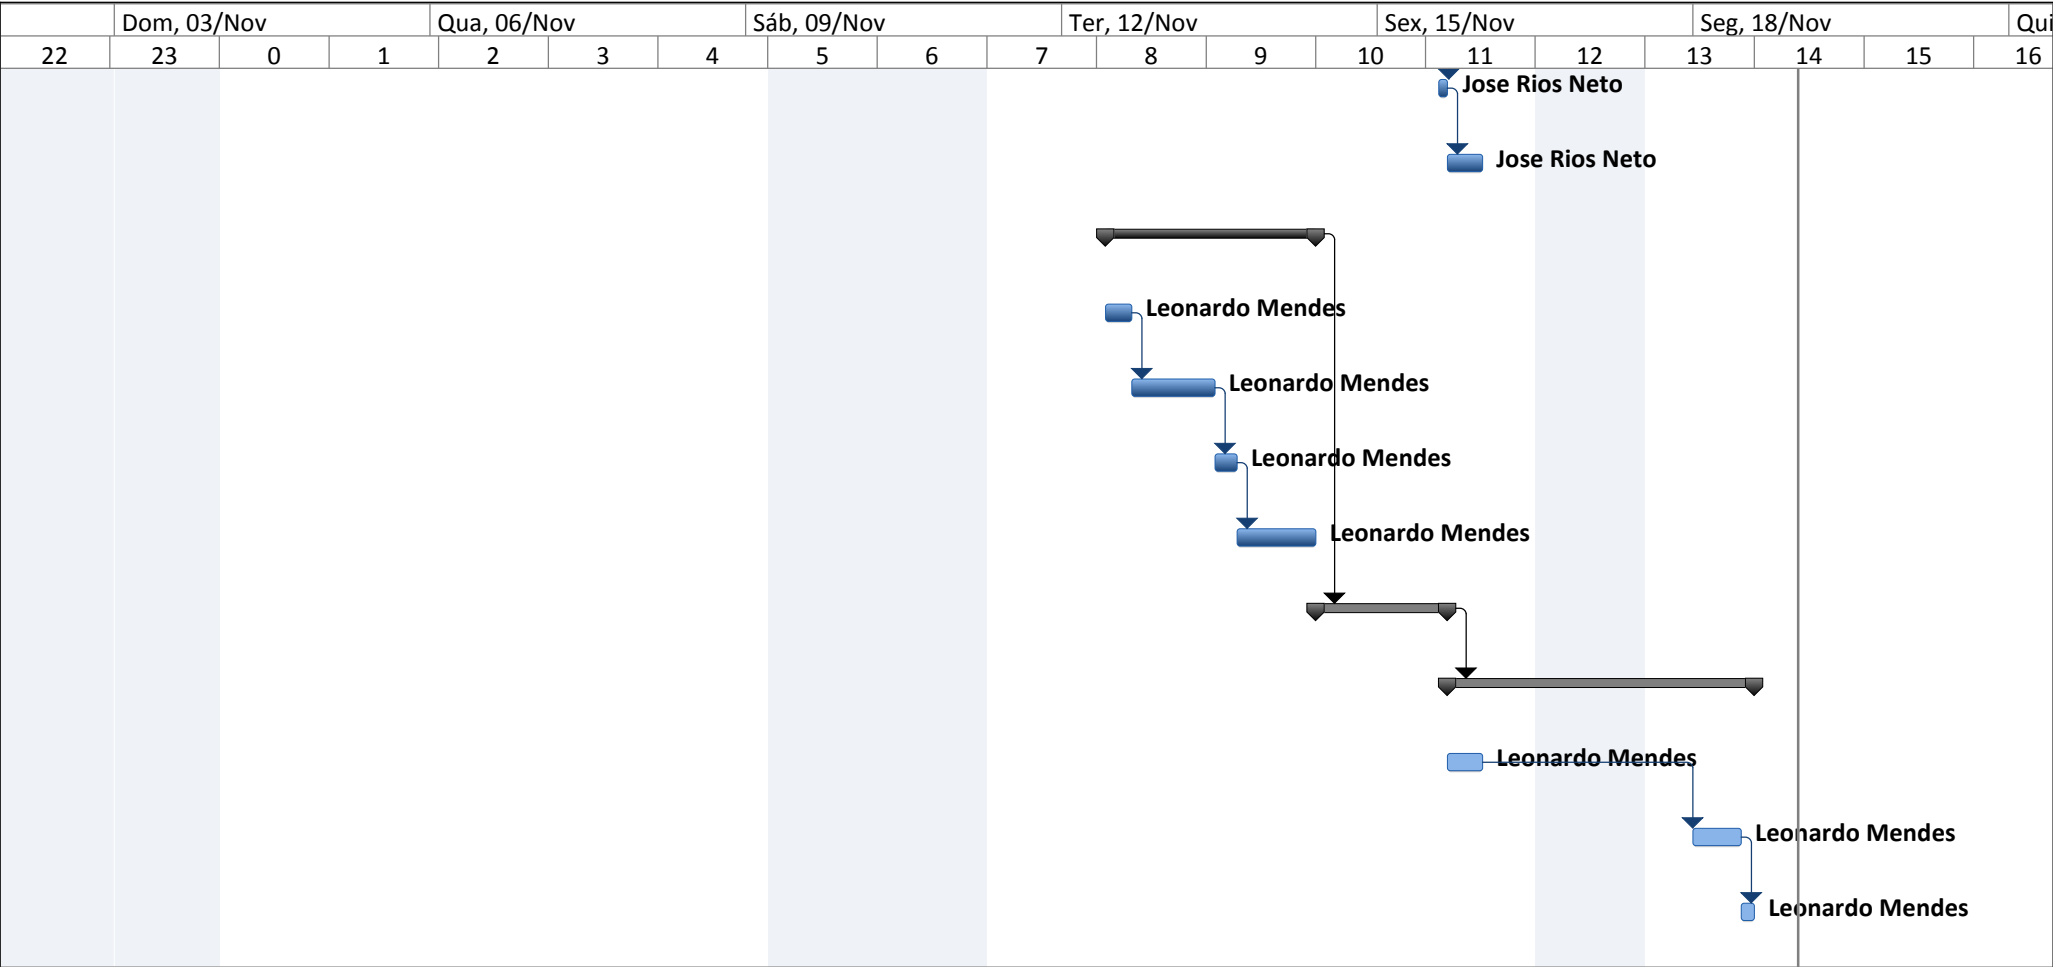 Dom, 03/Nov Qua, 06/Nov Sáb, 09/Nov Ter, 12/Nov Sex, 15/Nov Seg, 18/Nov Qui
22 23 0 1 2 3 4 5 6 7 8 9 10 11 12 13 14 15 16
Jose Rios Neto
Jose Rios Neto
Leonardo Mendes
Leonardo Mendes
Leonardo Mendes
Leonardo Mendes
Leonardo Mendes
Leonardo Mendes
Leonardo Mendes